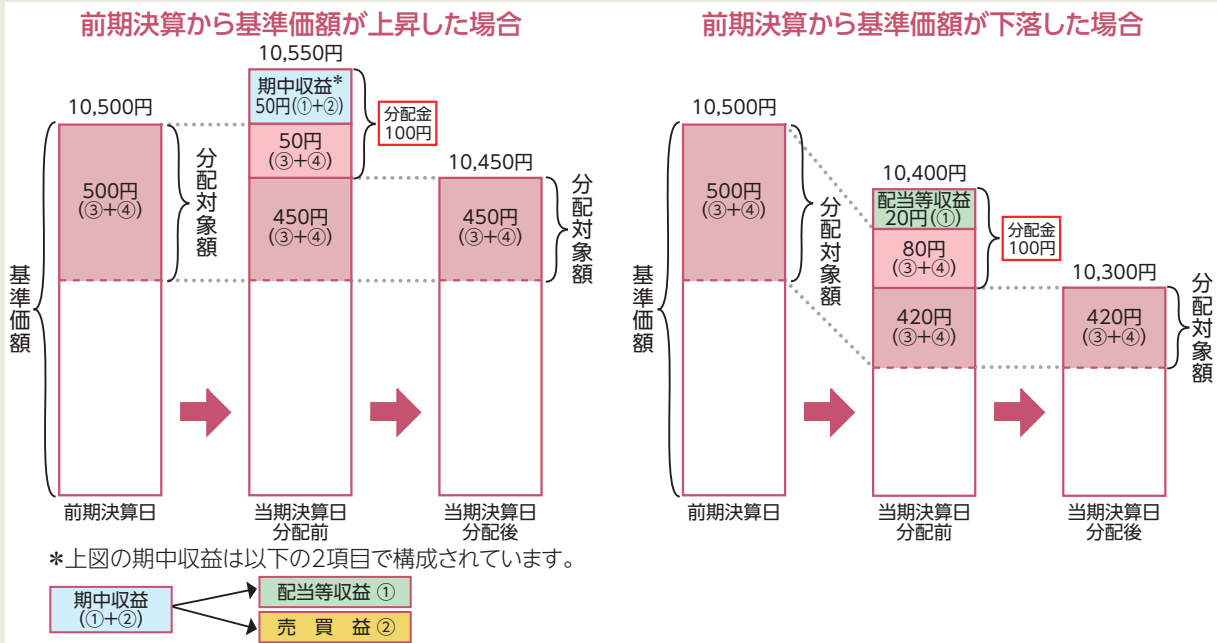 前期決算から基準価額が上昇した場合
10,550円
期中収益*
50円(①+②)
10,500円
分配金
100円
50円
(③+④)
10,450円
500円
(③+④)
分配対象額
450円
(③+④)
450円
(③+④)
分配対象額
基準価額
前期決算日
当期決算日
分配前
当期決算日
分配後
*上図の期中収益は以下の2項目で構成されています。
期中収益
(①+②)
配当等収益 ①
売買益 ②
前期決算から基準価額が下落した場合
10,500円
10,400円
500円
(③+④)
分配対象額
配当等収益
20円(①)
分配金
100円
80円
(③+④)
10,300円
420円
(③+④)
420円
(③+④)
分配対象額
基準価額
前期決算日
当期決算日
分配前
当期決算日
分配後